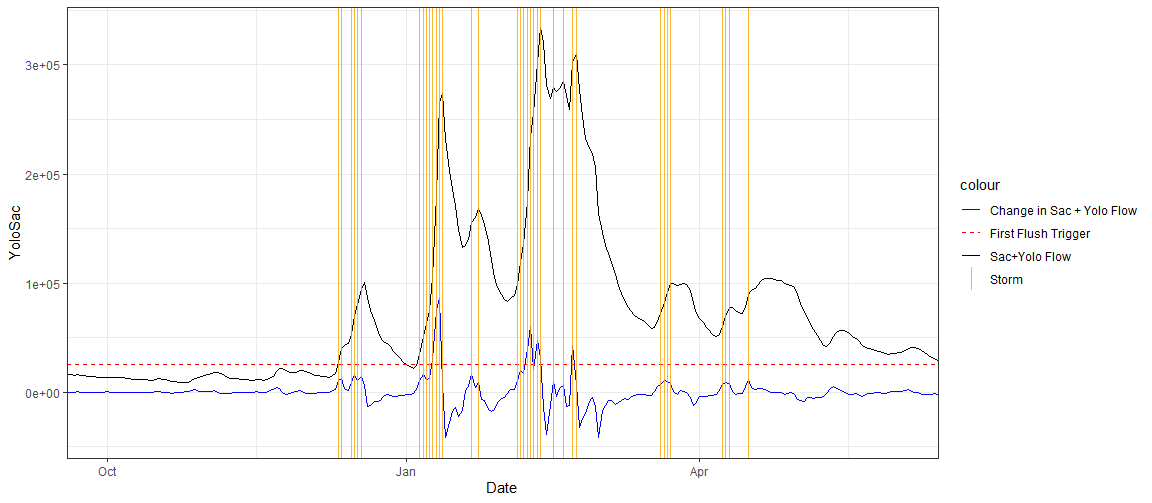 3e+05
2e+05
1e+05
0e+00
YoloSac
Oct
Jan
Apr
Date
colour
Change in Sac + Yolo Flow
First Flush Trigger
Sac+Yolo Flow
Storm